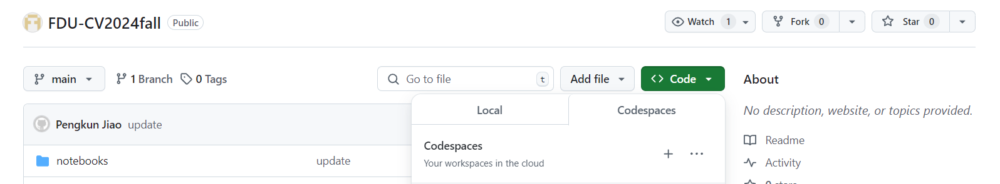 FDU-CV2024fall Public Watch 1 Fork 0 Star 0
main 1 Branch 0 Tags Go to file t Add file Code
About
Local Codespaces
No description, website, or topics provided.
Pengkun Jiao update
Readme
Codespaces
Your workspaces in the cloud
notebooks update
Activity
0 stars